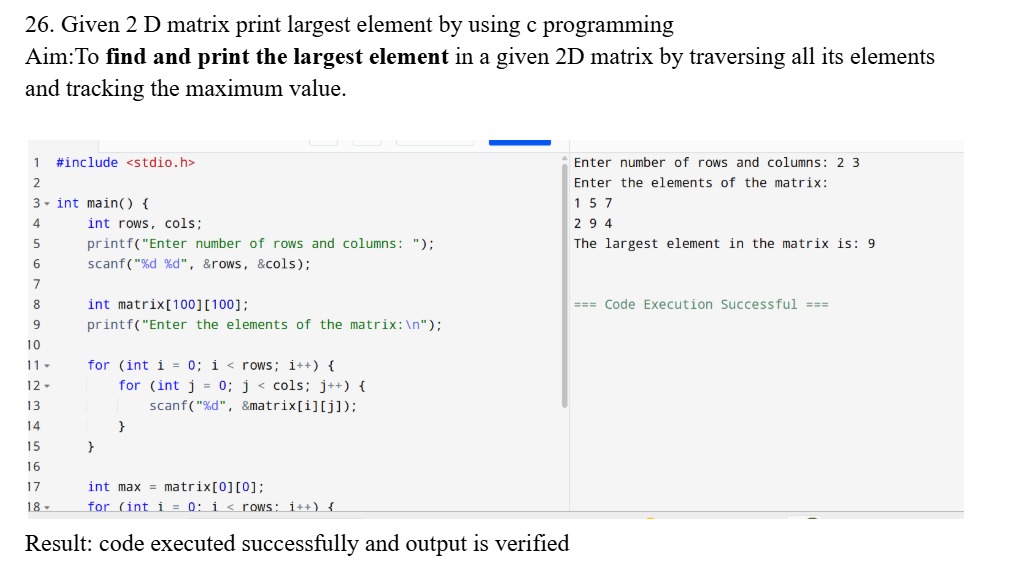 26. Given 2 D matrix print largest element by using c programming
Aim:To find and print the largest element in a given 2D matrix by traversing all its elements
and tracking the maximum value.
1 #include <stdio.h>
2
3 int main() {
4 int rows, cols;
5 printf("Enter number of rows and columns: ");
6 scanf("%d %d", &rows, &cols);
7
8 int matrix[100][100];
9 printf("Enter the elements of the matrix:\n");
10
11 for (int i = 0; i < rows; i++) {
12 for (int j = 0; j < cols; j++) {
13 scanf("%d", &matrix[i][j]);
14 }
15 }
16
17 int max = matrix[0][0];
18 for (int i = 0; i < rows; i++) {
Enter number of rows and columns: 2 3
Enter the elements of the matrix:
1 5 7
2 9 4
The largest element in the matrix is: 9
=== Code Execution Successful ===
Result: code executed successfully and output is verified